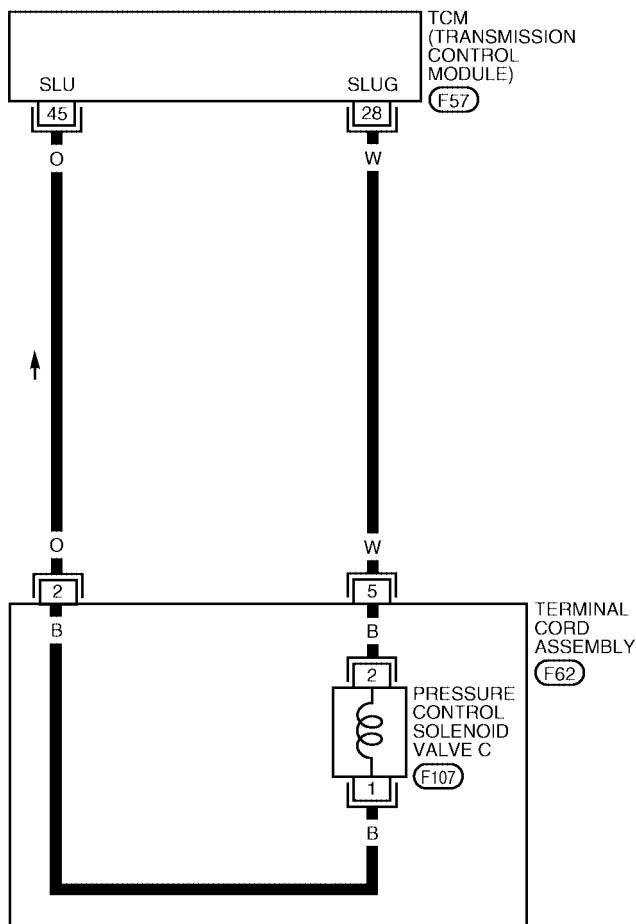 TCM
(TRANSMISSION
CONTROL
MODULE)
F57
SLU
SLUG
45
28
O
W
O
W
2
5
B
B
TERMINAL
CORD
ASSEMBLY
F62
2
PRESSURE
CONTROL
SOLENOID
VALVE C
F107
1
B